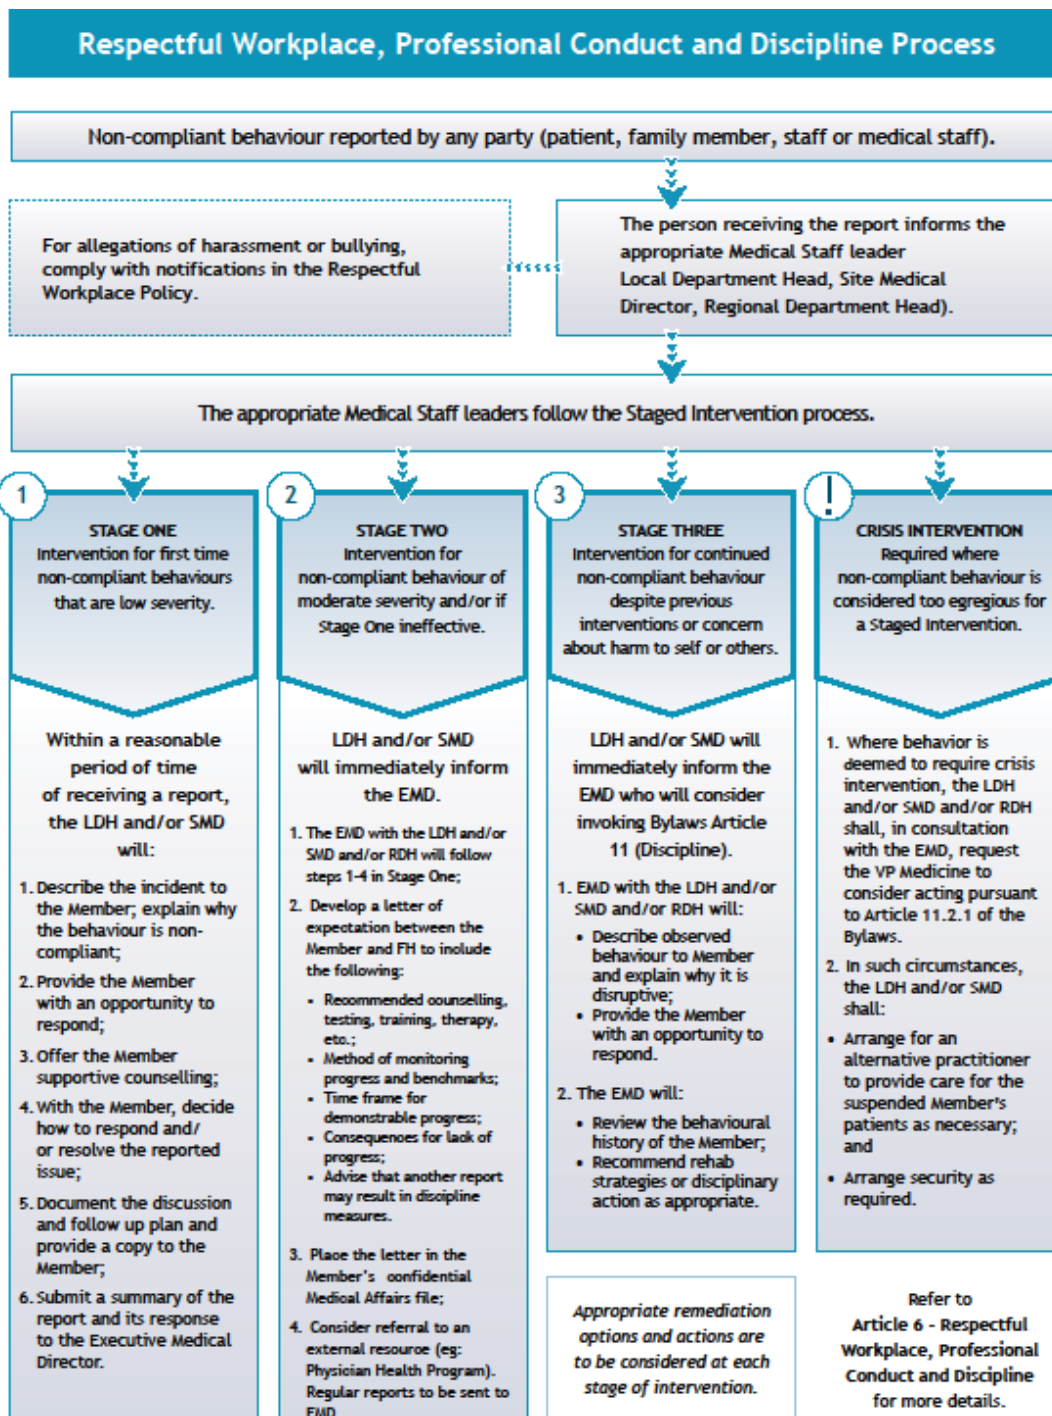 Respectful Workplace, Professional Conduct and Discipline Process
Non-compliant behaviour reported by any party (patient, family member, staff or medical staff).
For allegations of harassment or bullying,
comply with notifications in the Respectful
Workplace Policy.
The person receiving the report informs the
appropriate Medical Staff leader
Local Department Head, Site Medical
Director, Regional Department Head).
The appropriate Medical Staff leaders follow the Staged Intervention process.
1
STAGE ONE
Intervention for first time
non-compliant behaviours
that are low severity.
Within a reasonable
period of time
of receiving a report,
the LDH and/or SMD
will:
1. Describe the incident to
the Member; explain why
the behaviour is non-
compliant;
2. Provide the Member
with an opportunity to
respond;
3. Offer the Member
supportive counselling;
4. With the Member, decide
how to respond and/
or resolve the reported
issue;
5. Document the discussion
and follow up plan and
provide a copy to the
Member;
6. Submit a summary of the
report and its response
to the Executive Medical
Director.
2
STAGE TWO
Intervention for
non-compliant behaviour of
moderate severity and/or if
Stage One ineffective.
LDH and/or SMD
will immediately inform
the EMD.
1. The EMD with the LDH and/or
SMD and/or RDH will follow
steps 1-4 in Stage One;
2. Develop a letter of
expectation between the
Member and FH to include
the following:
• Recommended counselling,
testing, training, therapy,
etc.;
• Method of monitoring
progress and benchmarks;
• Time frame for
demonstrable progress;
• Consequences for lack of
progress;
• Advise that another report
may result in discipline
measures.
3. Place the letter in the
Member's confidential
Medical Affairs file;
4. Consider referral to an
external resource (eg:
Physician Health Program).
Regular reports to be sent to
EMD
3
STAGE THREE
Intervention for continued
non-compliant behaviour
despite previous
interventions or concern
about harm to self or others.
LDH and/or SMD will
immediately inform the
EMD who will consider
invoking Bylaws Article
11 (Discipline).
1. EMD with the LDH and/or
SMD and/or RDH will:
• Describe observed
behaviour to Member
and explain why it is
disruptive;
• Provide the Member
with an opportunity to
respond.
2. The EMD will:
• Review the behavioural
history of the Member;
• Recommend rehab
strategies or disciplinary
action as appropriate.
Appropriate remediation
options and actions are
to be considered at each
stage of intervention.
!
CRISIS INTERVENTION
Required where
non-compliant behaviour is
considered too egregious for
a Staged Intervention.
1. Where behavior is
deemed to require crisis
intervention, the LDH
and/or SMD and/or RDH
shall, in consultation
with the EMD, request
the VP Medicine to
consider acting pursuant
to Article 11.2.1 of the
Bylaws.
2. In such circumstances,
the LDH and/or SMD
shall:
• Arrange for an
alternative practitioner
to provide care for the
suspended Member's
patients as necessary;
and
• Arrange security as
required.
Refer to
Article 6 - Respectful
Workplace, Professional
Conduct and Discipline
for more details.